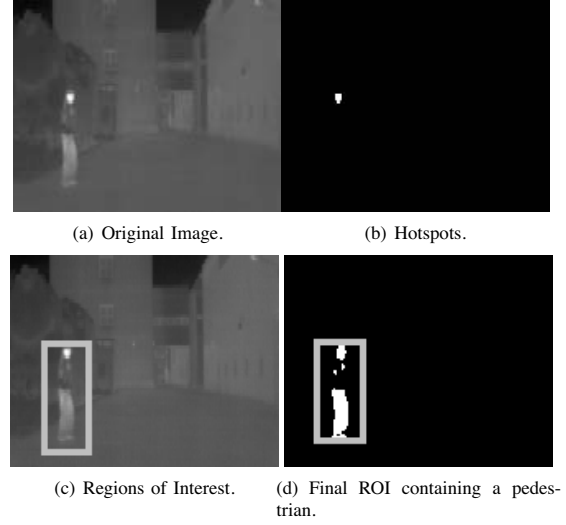 (a) Original Image.
(b) Hotspots.
(c) Regions of Interest.
(d) Final ROI containing a pedes-
trian.